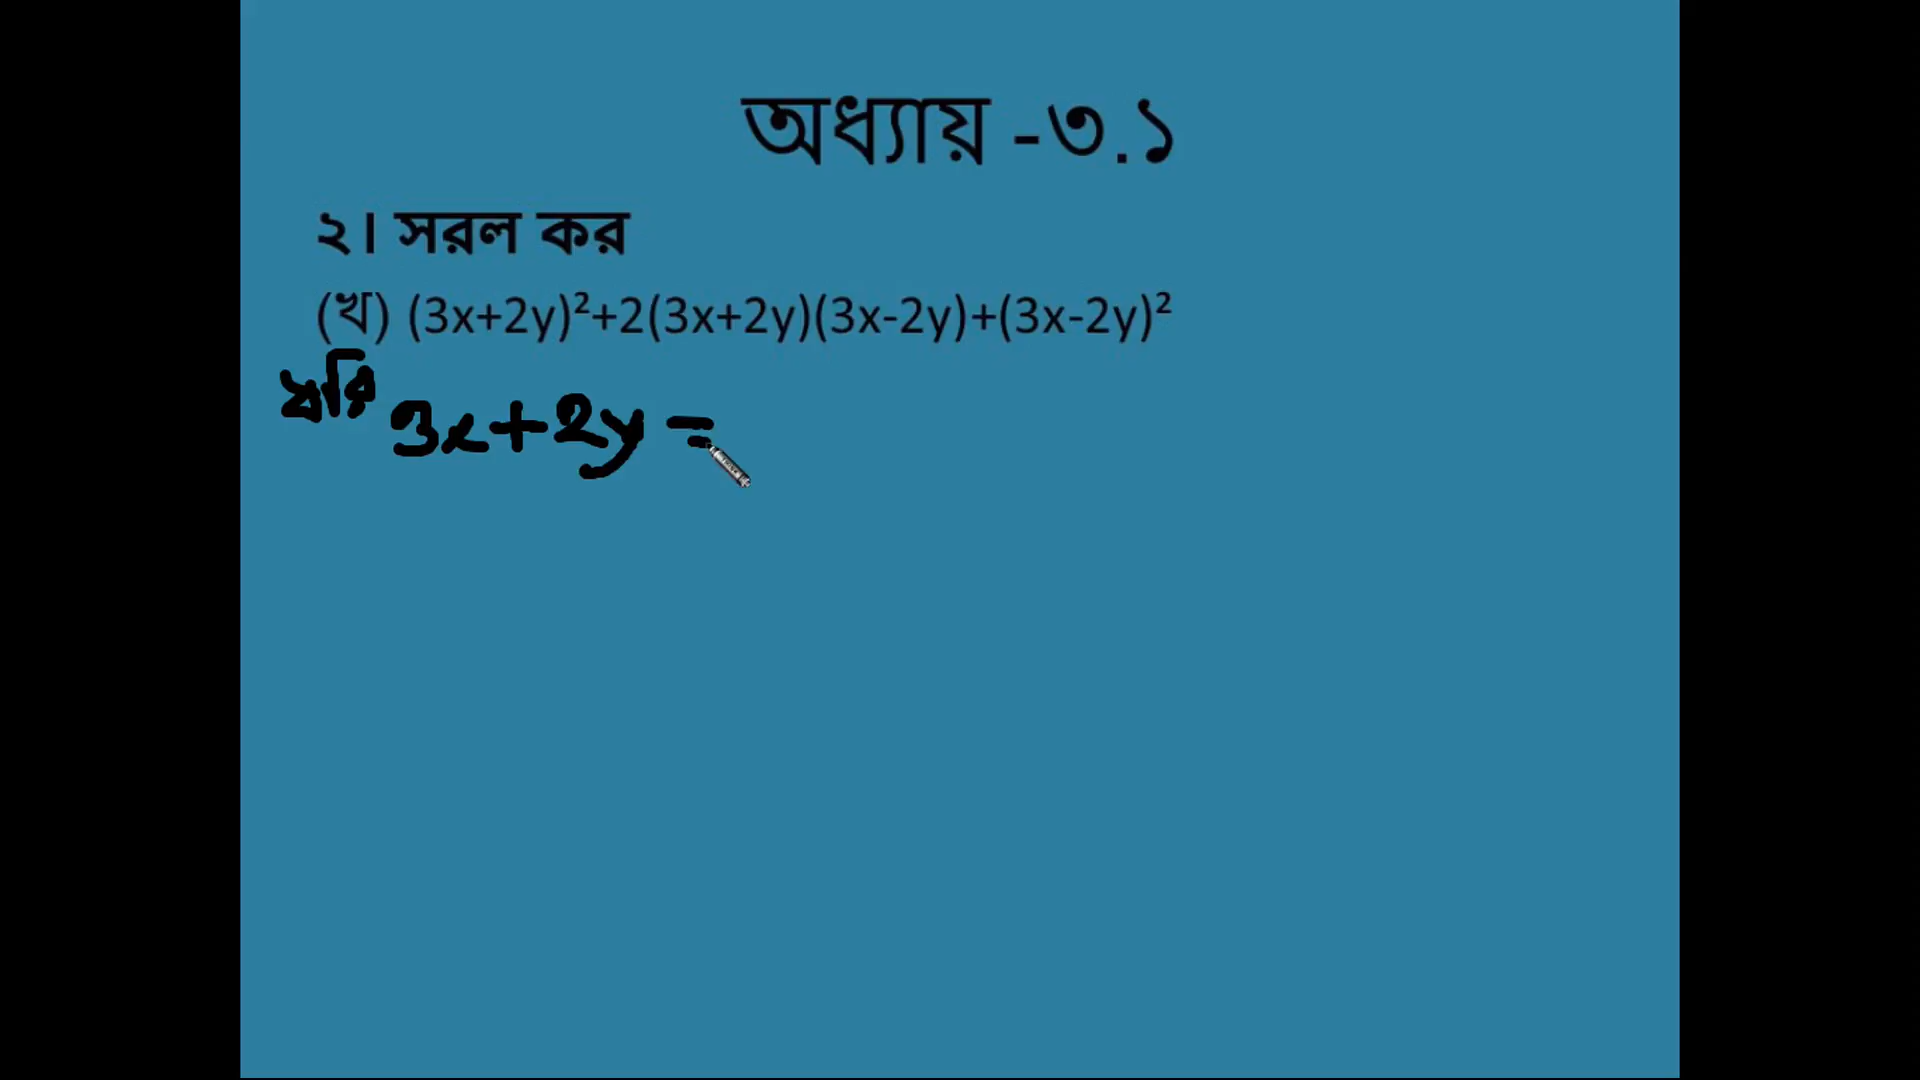 অধ্যায় -৩.১
২। সরল কর
(খ) (3x+2y)²+2(3x+2y)(3x-2y)+(3x-2y)²
ধরি 3x+2y =